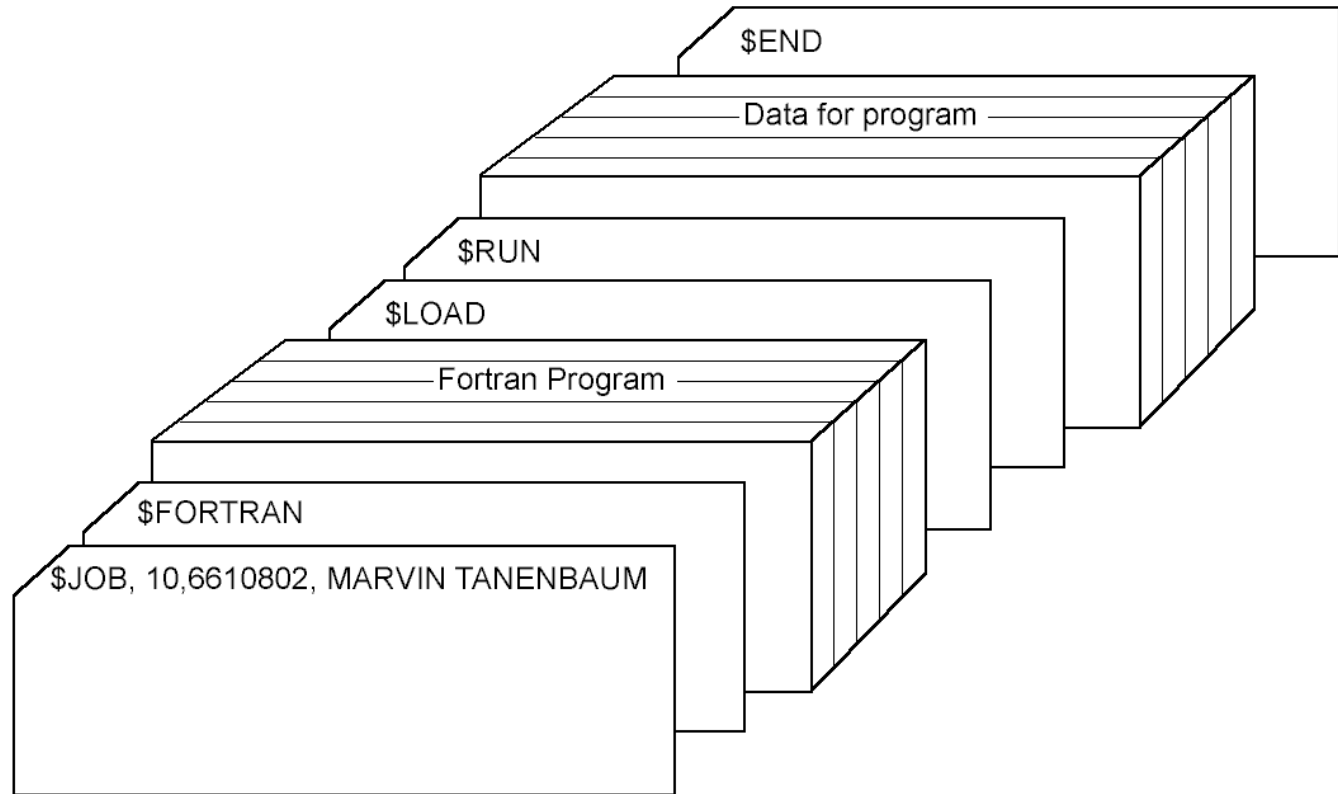 $END
Data for program
$RUN
$LOAD
Fortran Program
$FORTRAN
$JOB, 10,6610802, MARVIN TANENBAUM